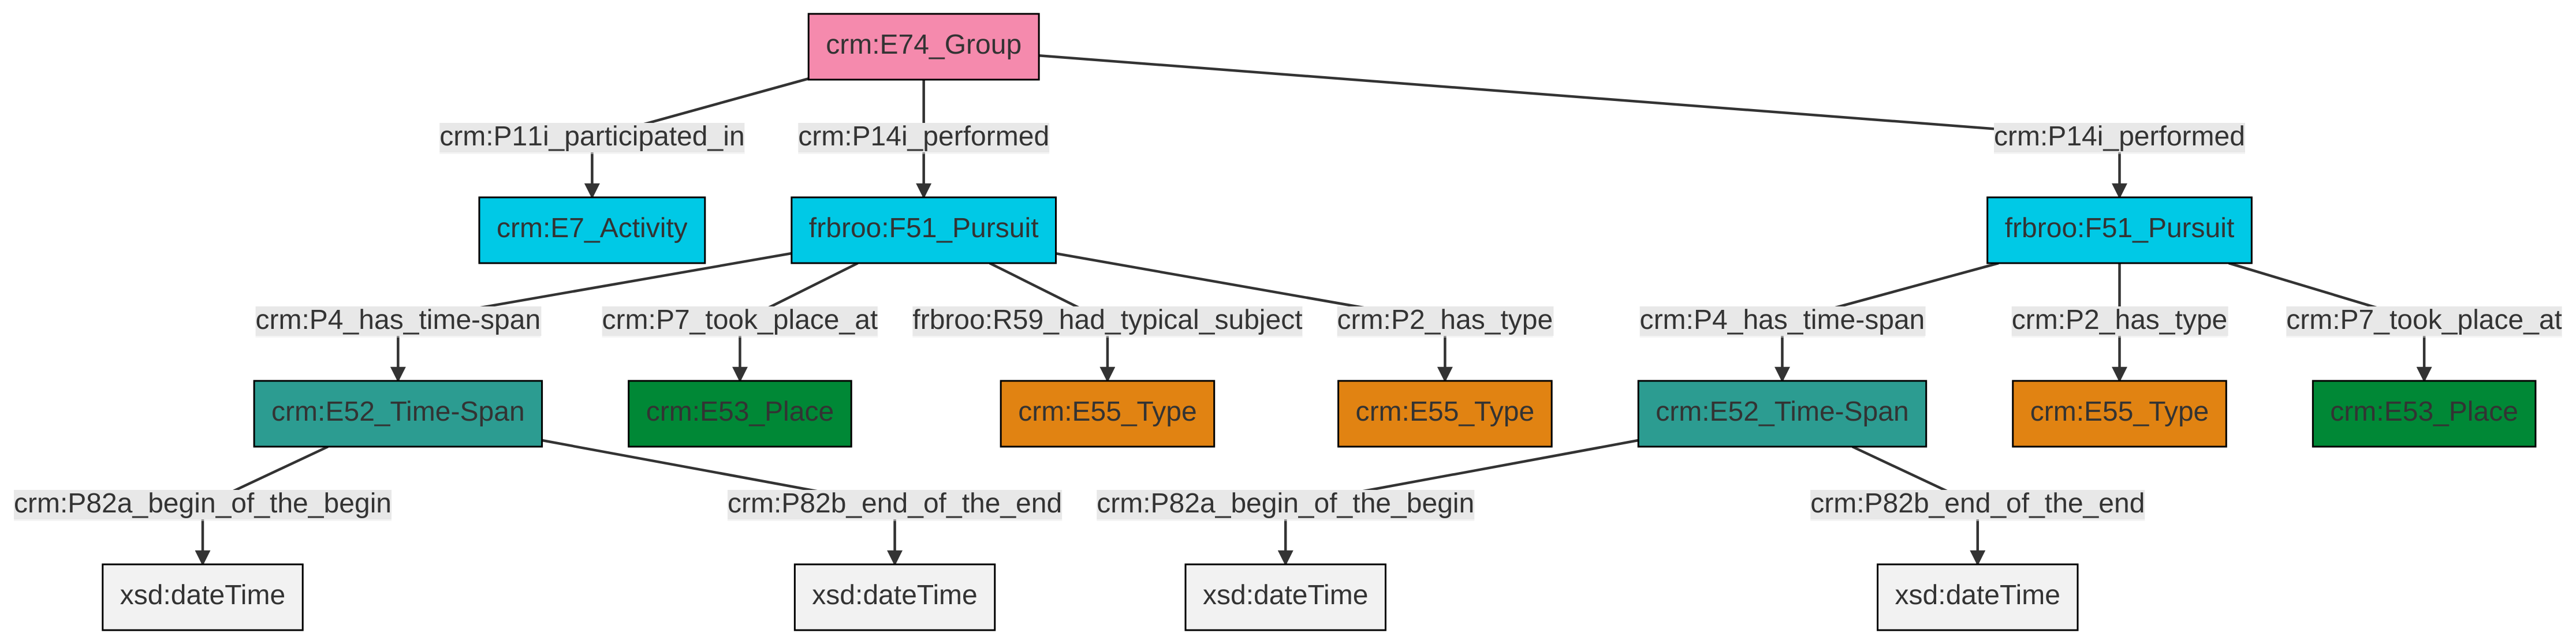 crm:E74_Group
crm:P11i_participated_in
crm:P14i_performed
crm:P14i_performed
crm:E7_Activity
frbroo:F51_Pursuit
frbroo:F51_Pursuit
crm:P4_has_time-span
crm:P7_took_place_at
frbroo:R59_had_typical_subject
crm:P2_has_type
crm:P4_has_time-span
crm:P2_has_type
crm:P7_took_place_at
crm:E52_Time-Span
crm:E53_Place
crm:E55_Type
crm:E55_Type
crm:E52_Time-Span
crm:E55_Type
crm:E53_Place
crm:P82a_begin_of_the_begin
crm:P82b_end_of_the_end
crm:P82a_begin_of_the_begin
crm:P82b_end_of_the_end
xsd:dateTime
xsd:dateTime
xsd:dateTime
xsd:dateTime